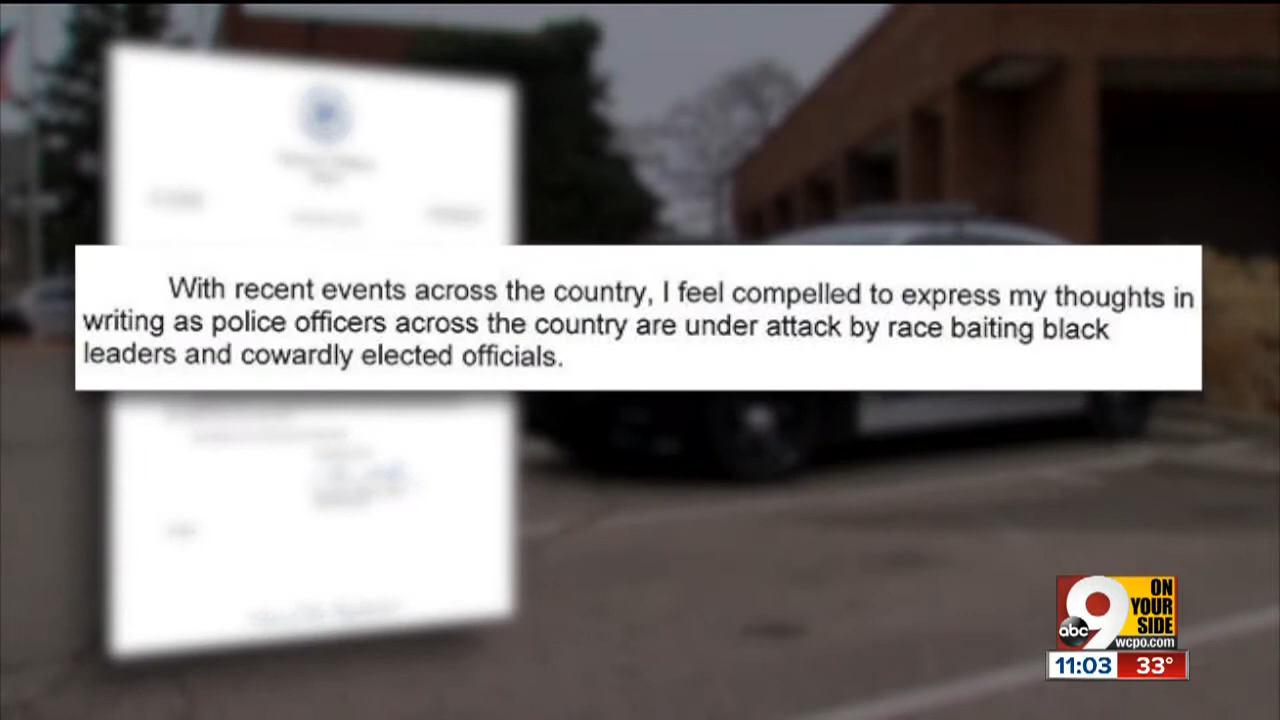 With recent events across the country, I feel compelled to express my thoughts in
writing as police officers across the country are under attack by race baiting black
leaders and cowardly elected officials.
abc 9 ON
YOUR
SIDE
wcpo.com
11:03 33°